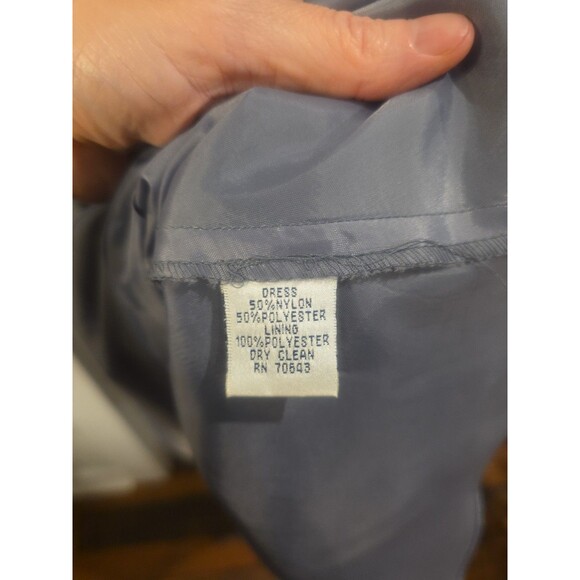 DRESS
50%NYLON
50%POLYESTER
LINING
100%POLYESTER
DRY CLEAN
RN 70643